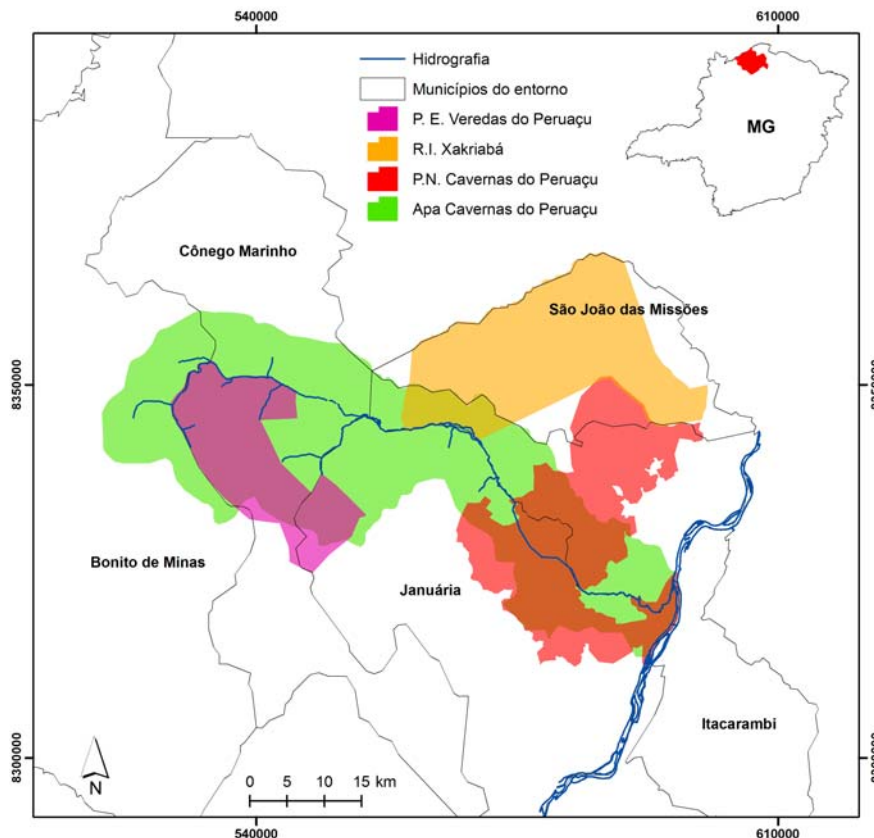 540000
610000
Hidrografia
Municípios do entorno
P. E. Veredas do Peruaçu
R.I. Xakriabá
P.N. Cavernas do Peruaçu
Apa Cavernas do Peruaçu
MG
Cônego Marinho
São João das Missões
8350000
8350000
Bonito de Minas
Januária
Itacarambi
8300000
8300000
N
0 5 10 15 km
540000
610000